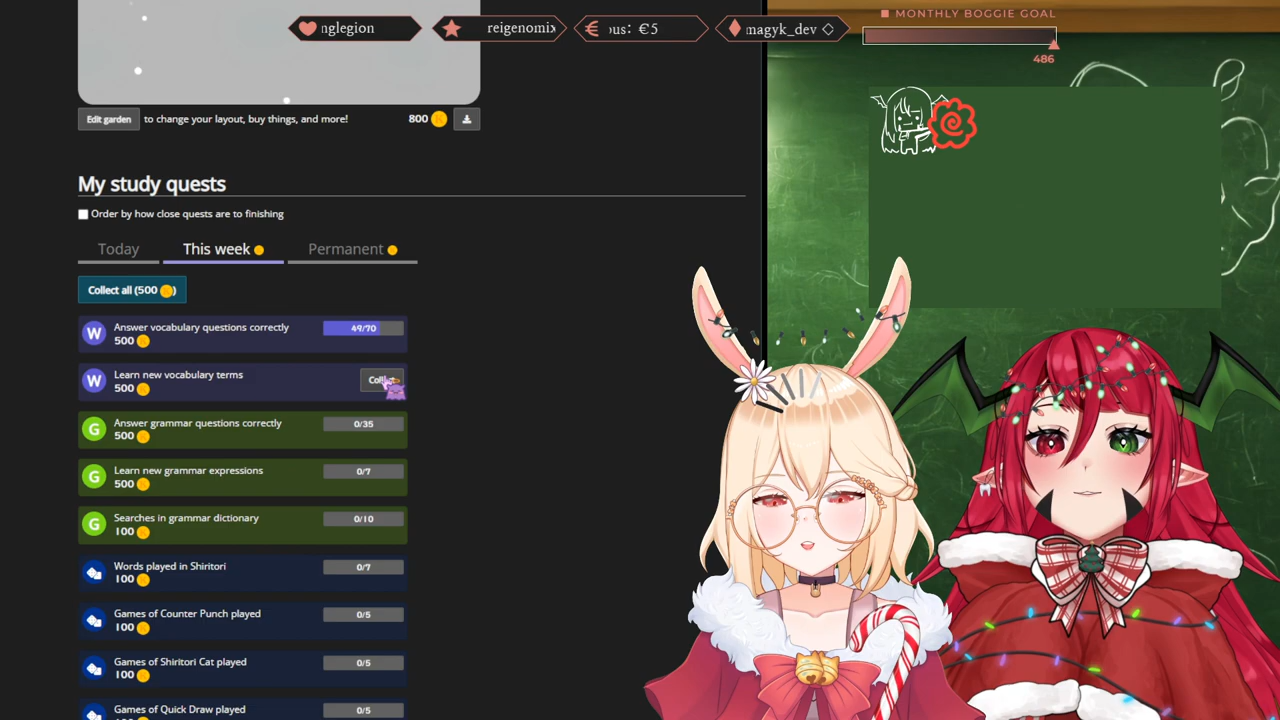 MONTHLY BOGGIE GOAL
nglegion
reigenomix
ous: €5
magyk_dev
486
Edit garden to change your layout, buy things, and more! 800
My study quests
Order by how close quests are to finishing
Today This week Permanent
Collect all (500 )
W Answer vocabulary questions correctly 49/70
500
W Learn new vocabulary terms
500
G Answer grammar questions correctly 0/35
500
G Learn new grammar expressions 0/7
500
G Searches in grammar dictionary 0/10
100
Words played in Shiritori 0/7
100
Games of Counter Punch played 0/5
100
Games of Shiritori Cat played 0/5
100
Games of Quick Draw played 0/5